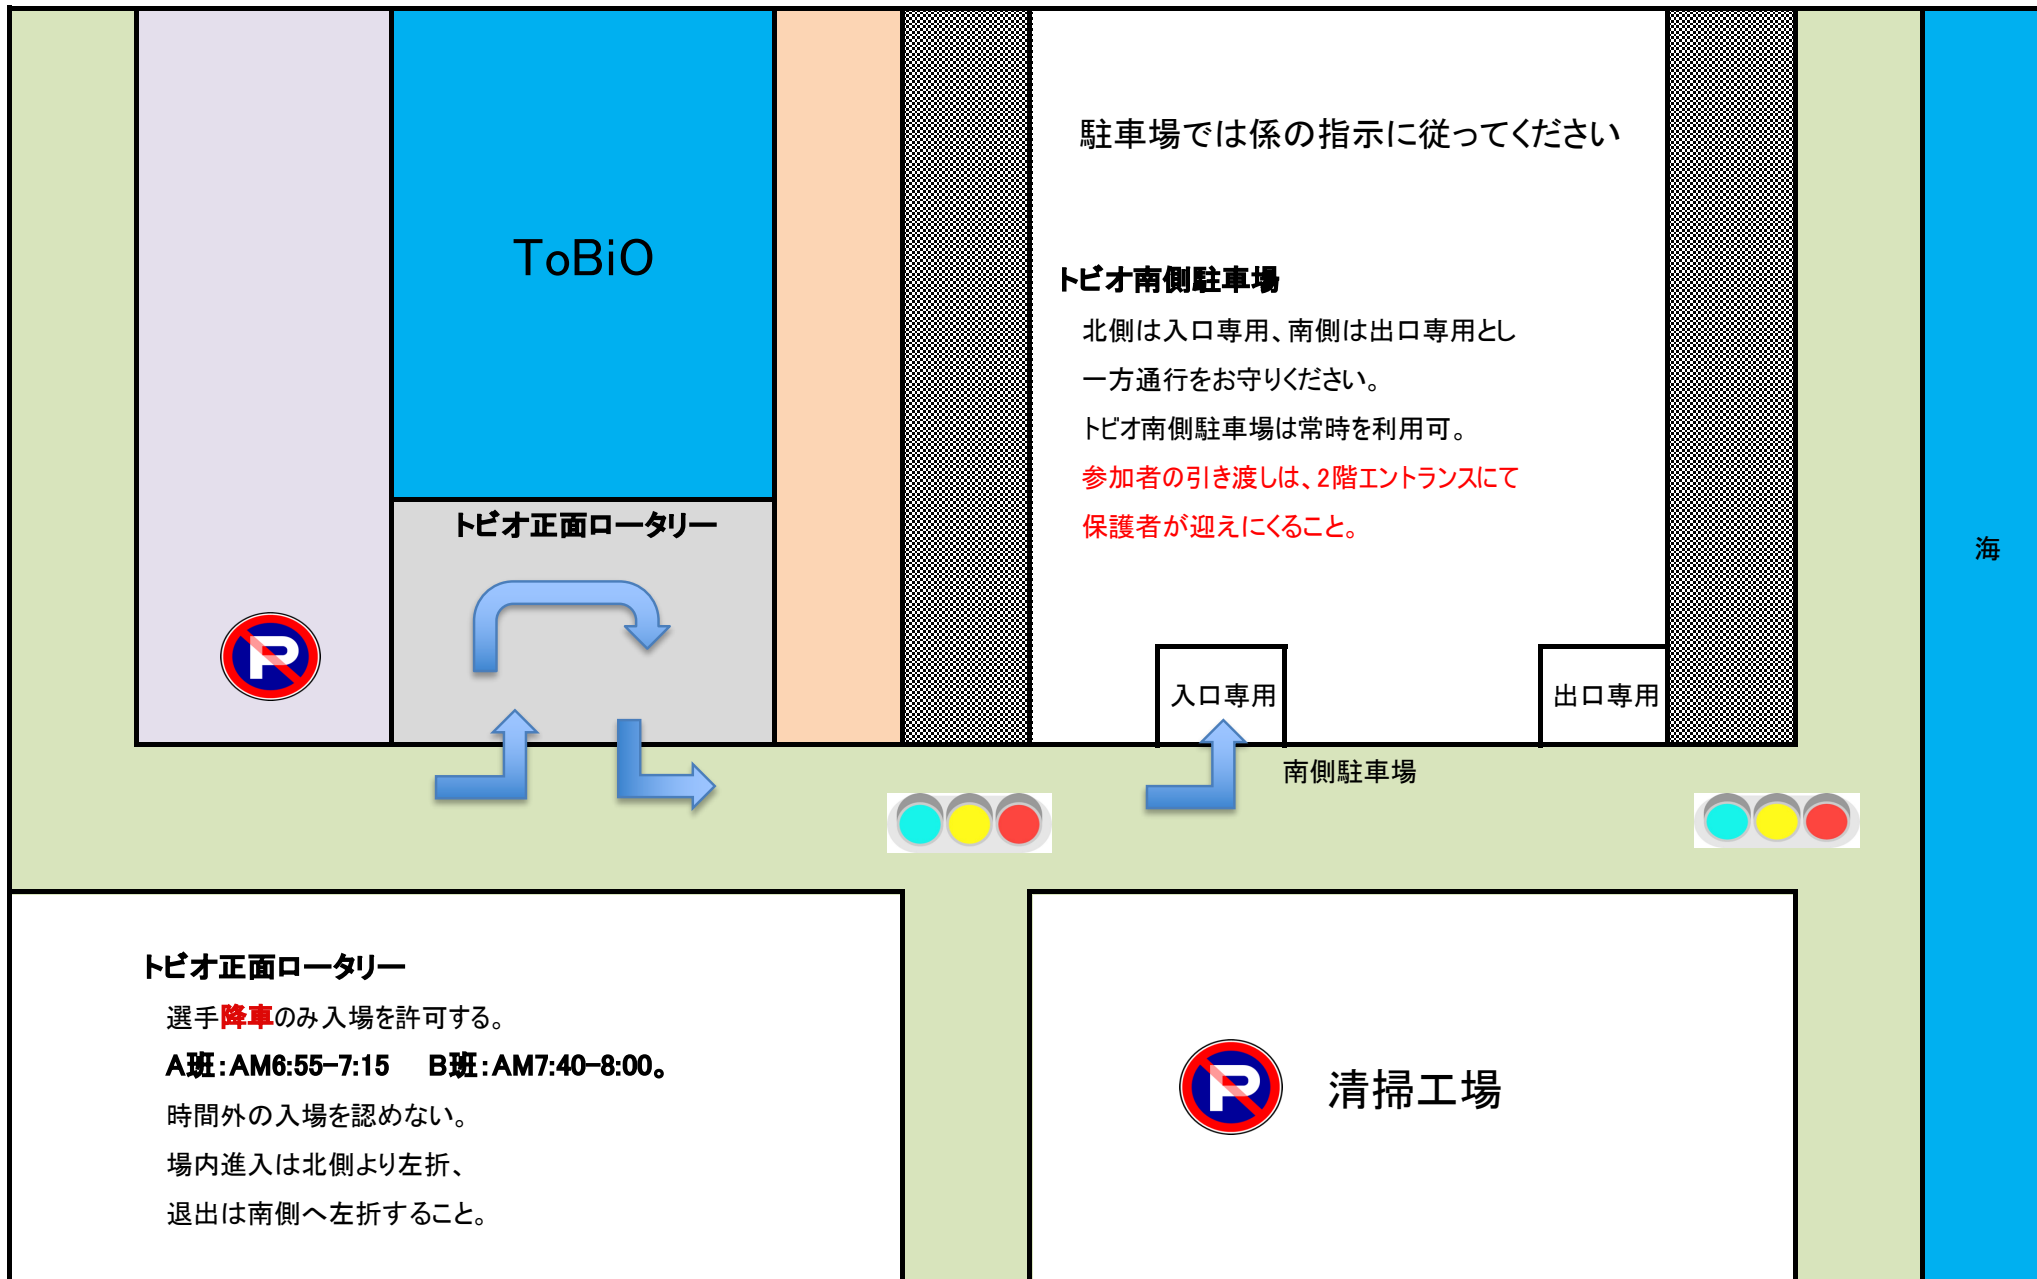 駐車場では係の指示に従ってください
ToBiO
トビオ南側駐車場
北側は入口専用、南側は出口専用とし
一方通行をお守りください。
トビオ南側駐車場は常時を利用可。
参加者の引き渡しは、2階エントランスにて
保護者が迎えにくること。
トビオ正面ロータリー
海
入口専用
出口専用
南側駐車場
トビオ正面ロータリー
選手降車のみ入場を許可する。
A班：AM6:55-7:15　B班：AM7:40-8:00。
時間外の入場を認めない。
場内進入は北側より左折、
退出は南側へ左折すること。
清掃工場